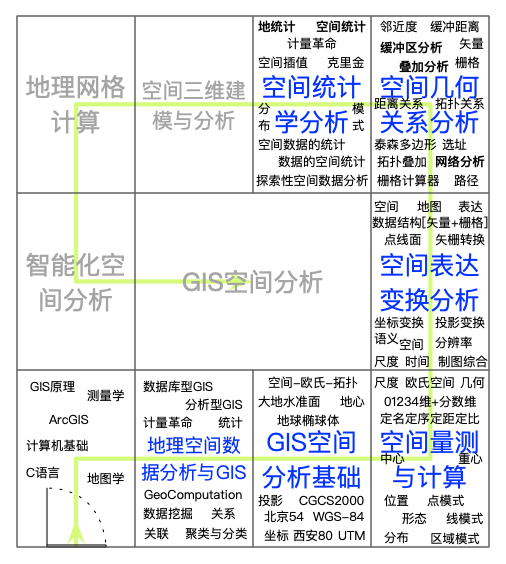 地理网格
计算
空间三维建
模与分析
地统计 空间统计
计量革命
空间插值 克里金
空间统计
分 学分析 模
布 式
空间数据的统计
数据的空间统计
探索性空间数据分析
邻近度 缓冲距离
缓冲区分析 矢量
叠加分析 栅格
空间几何
距离关系 拓扑关系
关系分析
泰森多边形 选址
拓扑叠加 网络分析
栅格计算器 路径
智能化空
间分析
GIS空间分析
空间 地图 表达
数据结构[矢量+栅格]
点线面 矢栅转换
空间表达
变换分析
坐标变换 投影变换
语义 空间 分辨率
尺度 时间 制图综合
GIS原理
测量学
ArcGIS
计算机基础
C语言
地图学
数据库型GIS
分析型GIS
计量革命 统计
地理空间数
据分析与GIS
GeoComputation
数据挖掘 关系
关联 聚类与分类
空间-欧氏-拓扑
大地水准面 地心
地球椭球体
GIS空间
分析基础
投影 CGCS2000
北京54 WGS-84
坐标 西安80 UTM
尺度 欧氏空间 几何
01234维+分数维
定名定序定距定比
空间量测
中心 重心
与计算
位置 点模式
形态 线模式
分布 区域模式